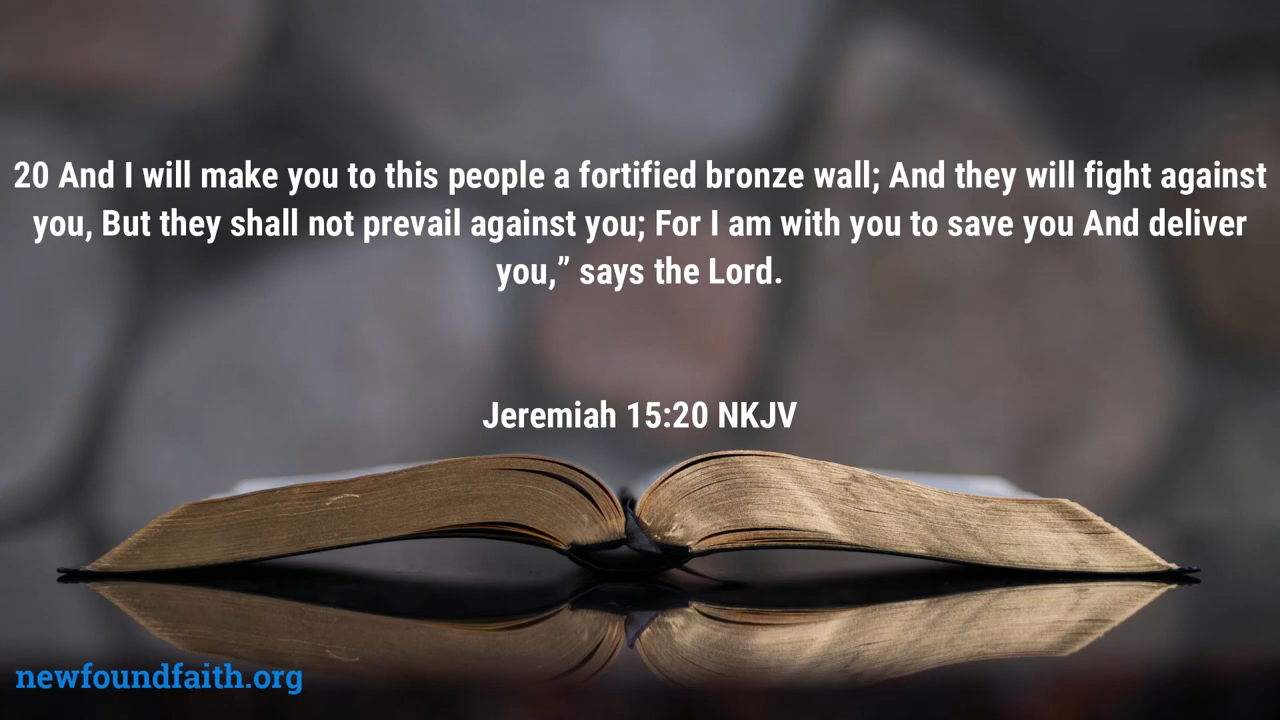 20 And I will make you to this people a fortified bronze wall; And they will fight against
you, But they shall not prevail against you; For I am with you to save you And deliver
you,” says the Lord.
Jeremiah 15:20 NKJV
newfoundfaith.org